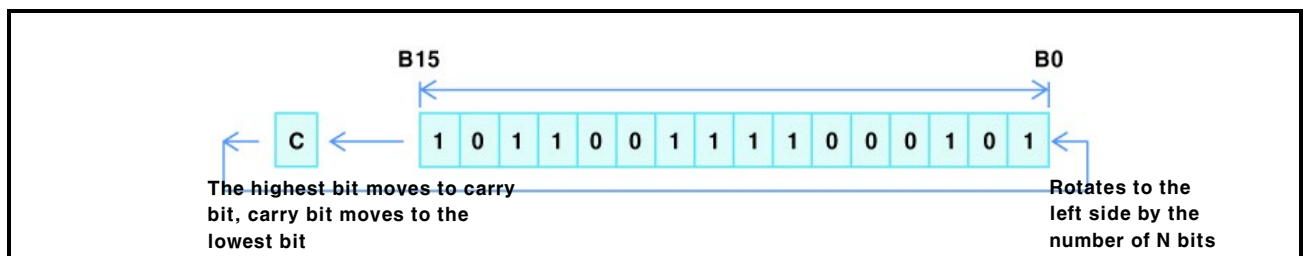 B15 B0
C 1 0 1 1 0 0 1 1 1 1 0 0 0 1 0 1
The highest bit moves to carry
bit, carry bit moves to the
lowest bit
Rotates to the
left side by the
number of N bits